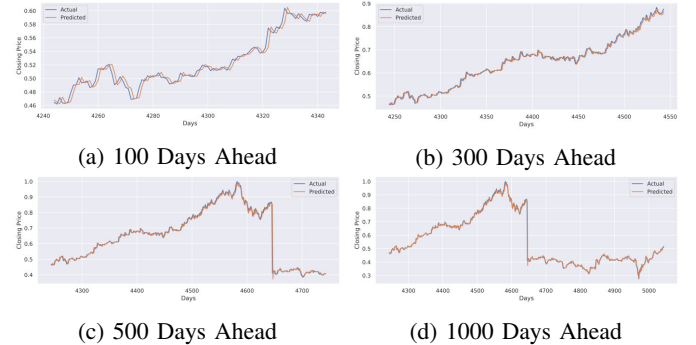 0.60
0.58
0.56
0.54
0.52
0.50
0.48
0.46
Closing Price
Actual
Predicted
4240 4260 4280 4300 4320 4340
Days
(a) 100 Days Ahead
0.9
0.8
0.7
0.6
0.5
Closing Price
Actual
Predicted
4250 4300 4350 4400 4450 4500 4550
Days
(b) 300 Days Ahead
1.0
0.9
0.8
0.7
0.6
0.5
0.4
Closing Price
Actual
Predicted
4300 4400 4500 4600 4700
Days
(c) 500 Days Ahead
1.0
0.9
0.8
0.7
0.6
0.5
0.4
0.3
Closing Price
Actual
Predicted
4300 4400 4500 4600 4700 4800 4900 5000
Days
(d) 1000 Days Ahead